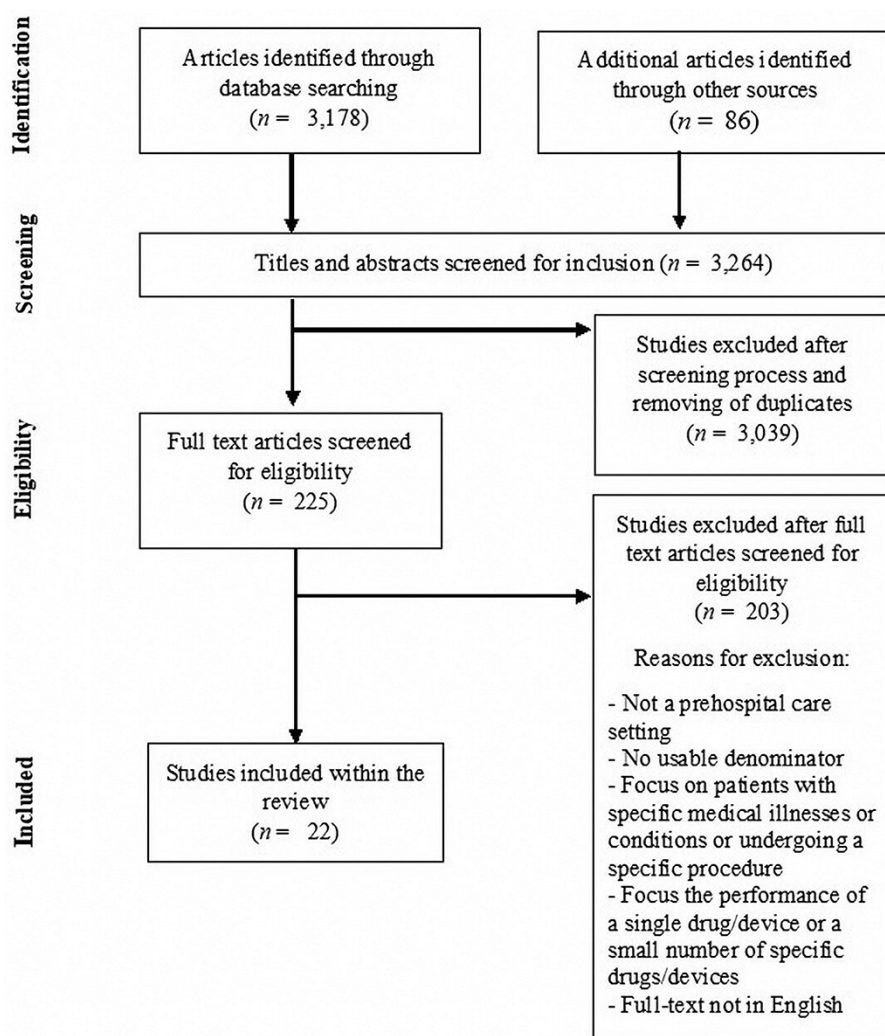 Identification
Articles identified through
database searching
(n = 3,178)
Additional articles identified
through other sources
(n = 86)
Screening
Titles and abstracts screened for inclusion (n = 3,264)
Studies excluded after
screening process and
removing of duplicates
(n = 3,039)
Eligibility
Full text articles screened
for eligibility
(n = 225)
Studies excluded after full
text articles screened for
eligibility
(n = 203)
Reasons for exclusion:
- Not a prehospital care
setting
- No usable denominator
- Focus on patients with
specific medical illnesses or
conditions or undergoing a
specific procedure
- Focus the performance of
a single drug/device or a
small number of specific
drugs/devices
- Full-text not in English
Included
Studies included within the
review
(n = 22)